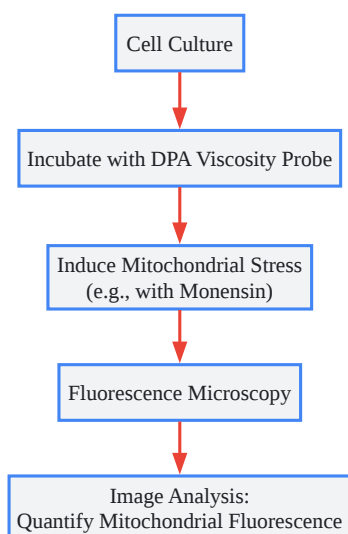 Cell Culture
Incubate with DPA Viscosity Probe
Induce Mitochondrial Stress
(e.g., with Monensin)
Fluorescence Microscopy
Image Analysis:
Quantify Mitochondrial Fluorescence